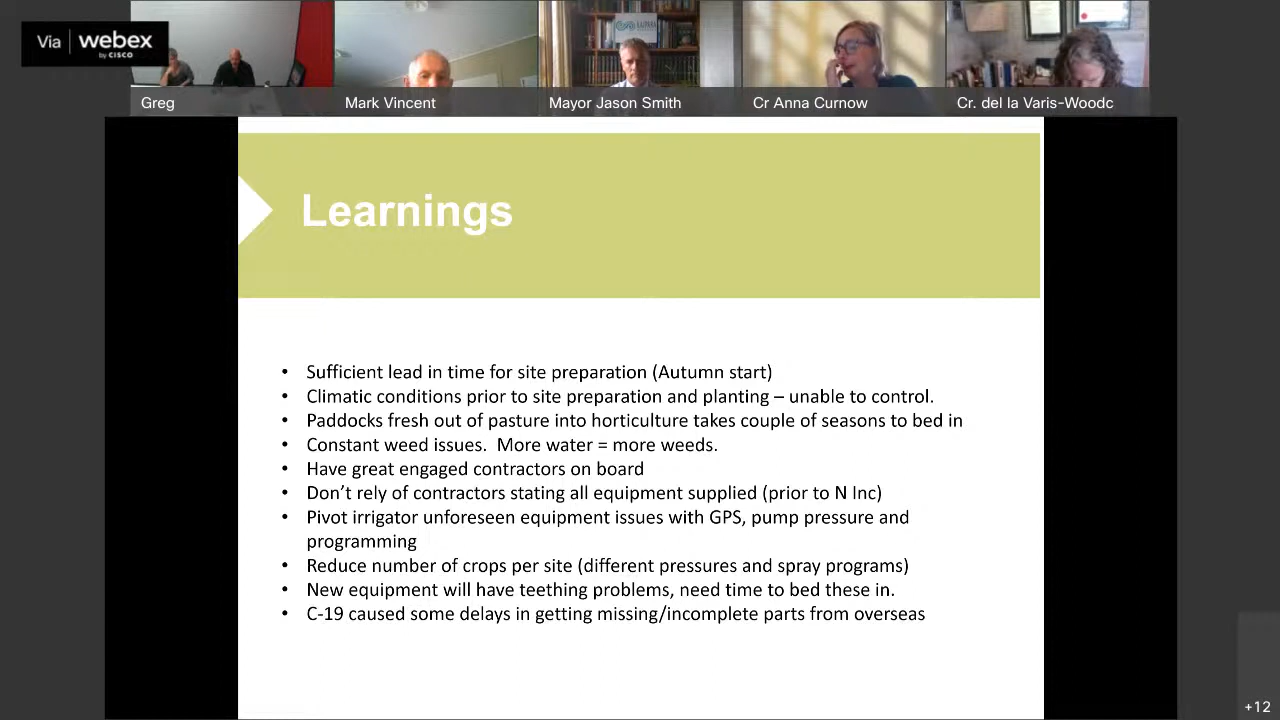 Via webex
by CISCO
KAIPARA
Greg
Mark Vincent
Mayor Jason Smith
Cr Anna Curnow
Cr. del la Varis-Woodc
Learnings
• Sufficient lead in time for site preparation (Autumn start)
• Climatic conditions prior to site preparation and planting – unable to control.
• Paddocks fresh out of pasture into horticulture takes couple of seasons to bed in
• Constant weed issues.  More water = more weeds.
• Have great engaged contractors on board
• Don’t rely of contractors stating all equipment supplied (prior to N Inc)
• Pivot irrigator unforeseen equipment issues with GPS, pump pressure and
programming
• Reduce number of crops per site (different pressures and spray programs)
• New equipment will have teething problems, need time to bed these in.
• C-19 caused some delays in getting missing/incomplete parts from overseas
+12